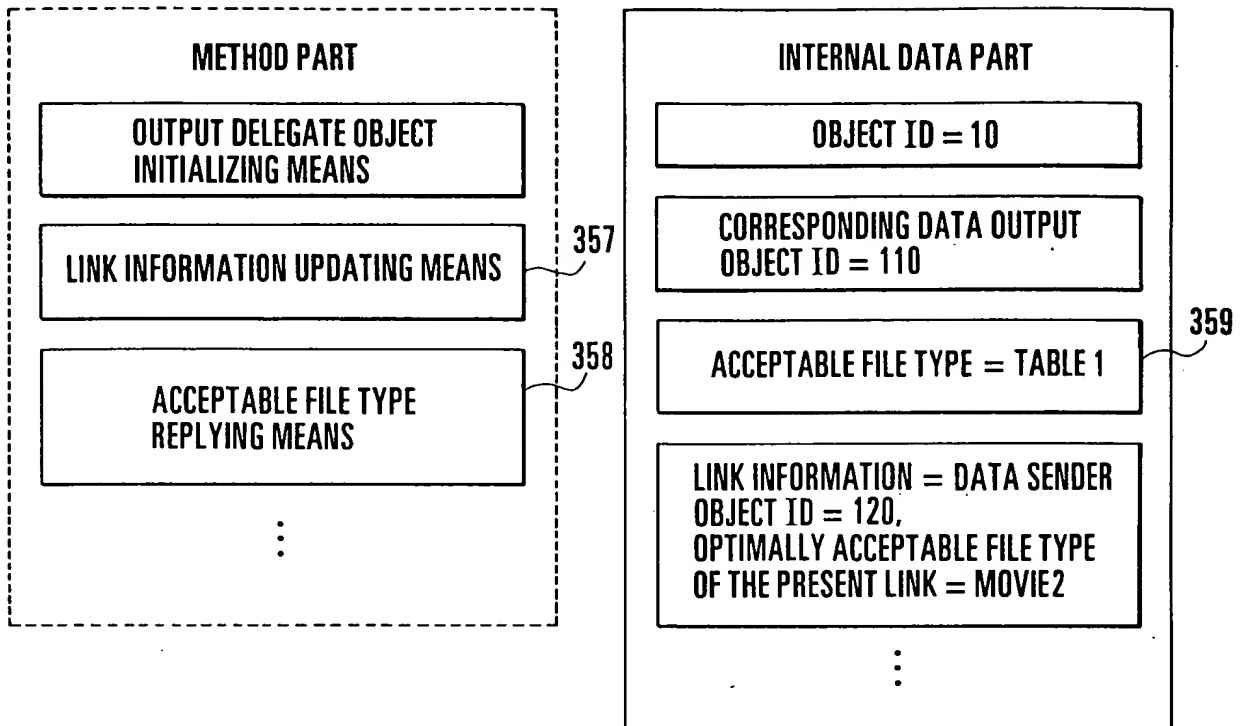 METHOD PART
OUTPUT DELEGATE OBJECT
INITIALIZING MEANS
LINK INFORMATION UPDATING MEANS
357
ACCEPTABLE FILE TYPE
REPLYING MEANS
358
INTERNAL DATA PART
OBJECT ID = 10
CORRESPONDING DATA OUTPUT
OBJECT ID = 110
ACCEPTABLE FILE TYPE = TABLE 1
359
LINK INFORMATION = DATA SENDER
OBJECT ID = 120,
OPTIMALLY ACCEPTABLE FILE TYPE
OF THE PRESENT LINK = MOVIE2